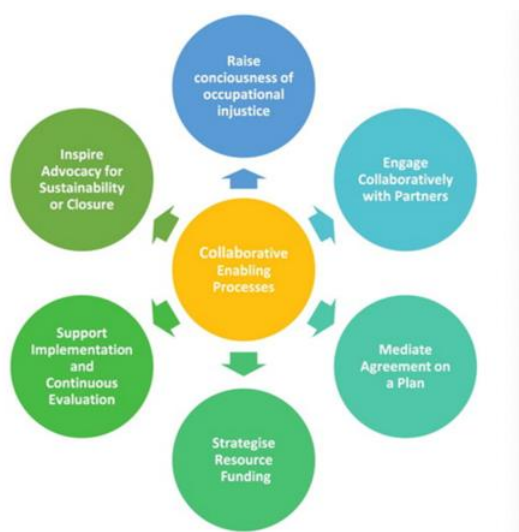 Raise
conciousness of
occupational
injustice
Engage
Collaboratively
with Partners
Mediate
Agreement on
a Plan
Strategise
Resource
Funding
Support
Implementation
and
Continuous
Evaluation
Inspire
Advocacy for
Sustainability
or Closure
Collaborative
Enabling
Processes